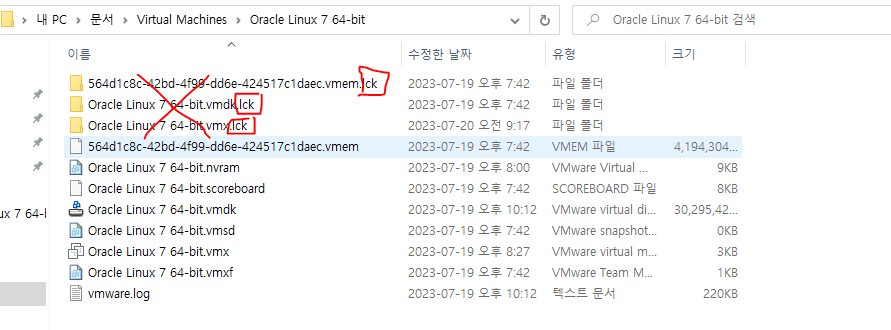 내 PC > 문서 > Virtual Machines > Oracle Linux 7 64-bit
Oracle Linux 7 64-bit 검색
이름 수정한 날짜 유형 크기
564d1c8c-42bd-4f99-dd6e-424517c1daec.vmem.lck 2023-07-19 오후 7:42 파일 폴더
Oracle Linux 7 64-bit.vmdk.lck 2023-07-19 오후 7:42 파일 폴더
Oracle Linux 7 64-bit.vmx.lck 2023-07-20 오전 9:17 파일 폴더
564d1c8c-42bd-4f99-dd6e-424517c1daec.vmem 2023-07-19 오후 7:42 VMEM 파일 4,194,304...
Oracle Linux 7 64-bit.nvram 2023-07-19 오후 8:00 VMware Virtual ... 9KB
Oracle Linux 7 64-bit.scoreboard 2023-07-19 오후 7:42 SCOREBOARD 파일 8KB
Oracle Linux 7 64-bit.vmdk 2023-07-19 오후 10:12 VMware virtual di... 30,295,42...
Oracle Linux 7 64-bit.vmsd 2023-07-19 오후 7:42 VMware snapshot... 0KB
Oracle Linux 7 64-bit.vmx 2023-07-19 오후 8:27 VMware virtual m... 3KB
Oracle Linux 7 64-bit.vmxf 2023-07-19 오후 7:42 VMware Team M... 1KB
vmware.log 2023-07-19 오후 10:12 텍스트 문서 220KB
ux 7 64-l